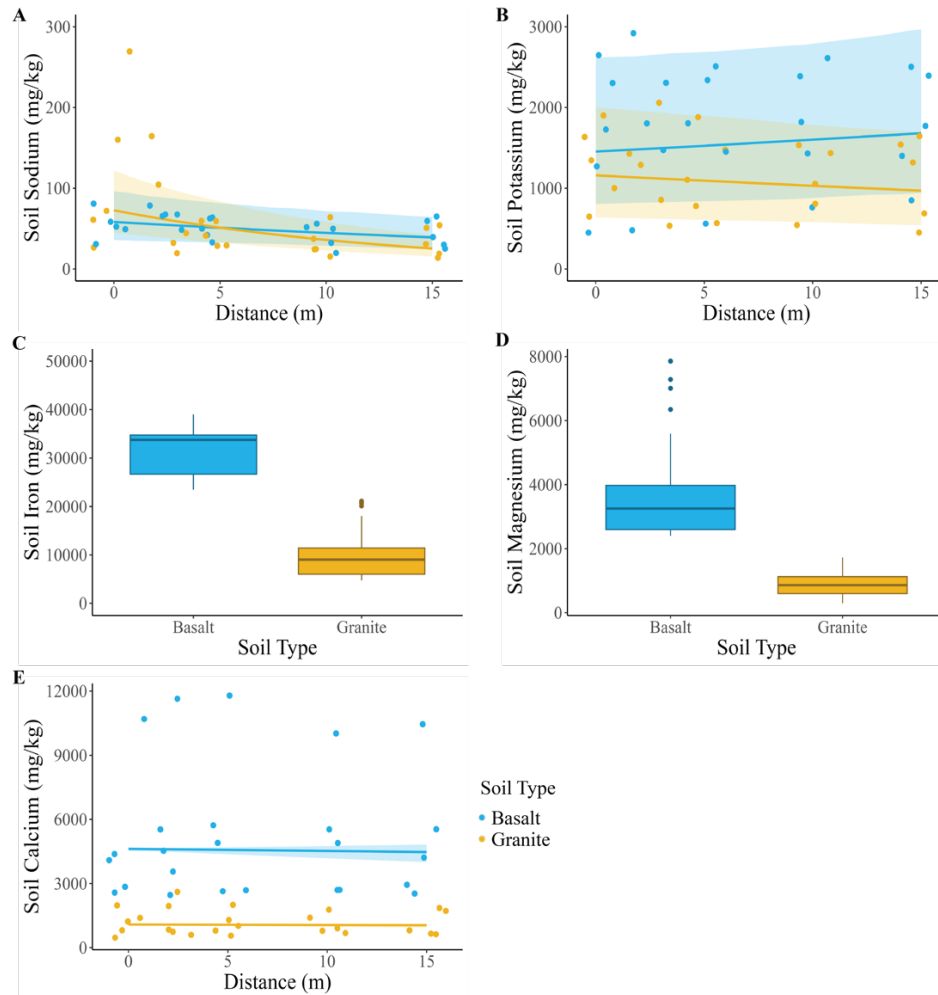 A
Soil Sodium (mg/kg)
300
200
100
0
0 5 10 15
Distance (m)
B
Soil Potassium (mg/kg)
3000
2000
1000
0
0 5 10 15
Distance (m)
C
Soil Iron (mg/kg)
50000
40000
30000
20000
10000
0
Basalt Granite
Soil Type
D
Soil Magnesium (mg/kg)
8000
6000
4000
2000
0
Basalt Granite
Soil Type
E
Soil Calcium (mg/kg)
12000
9000
6000
3000
0
0 5 10 15
Distance (m)
Soil Type
Basalt
Granite